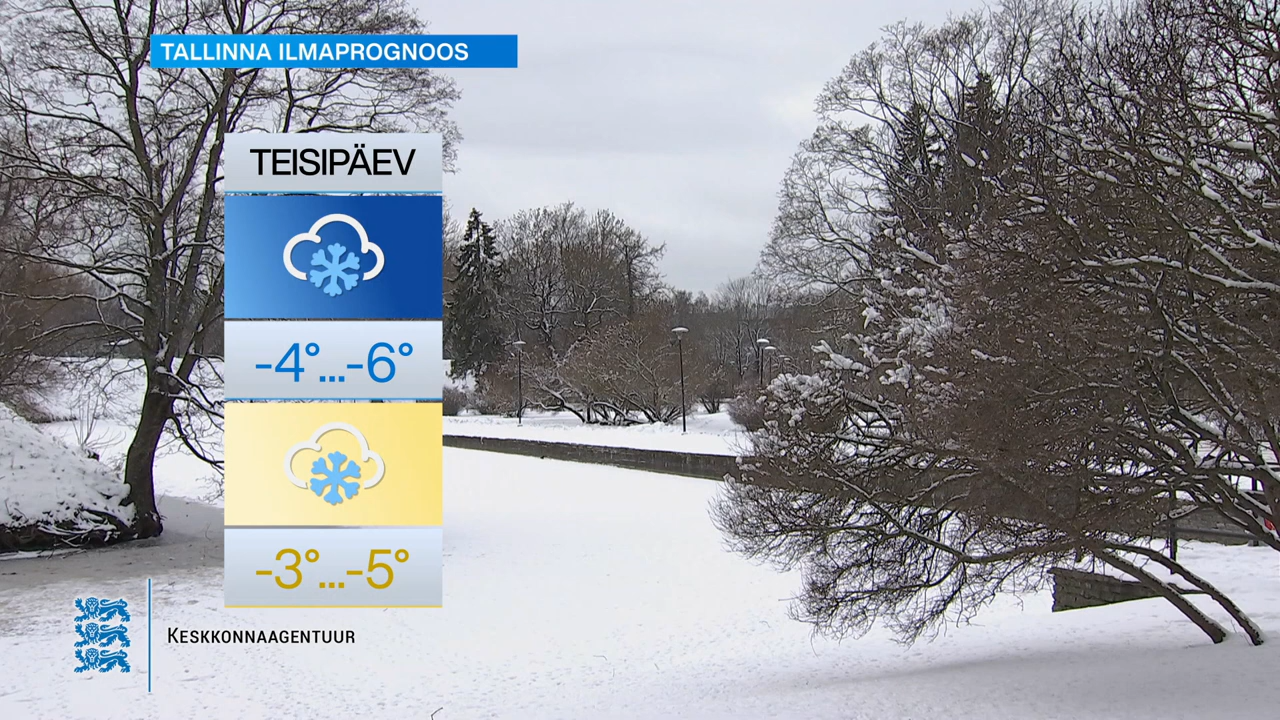 TALLINNA ILMAPROGNOOS
TEISIPÄEV
-4°...-6°
-3°...-5°
KESKKONNAAGENTUUR